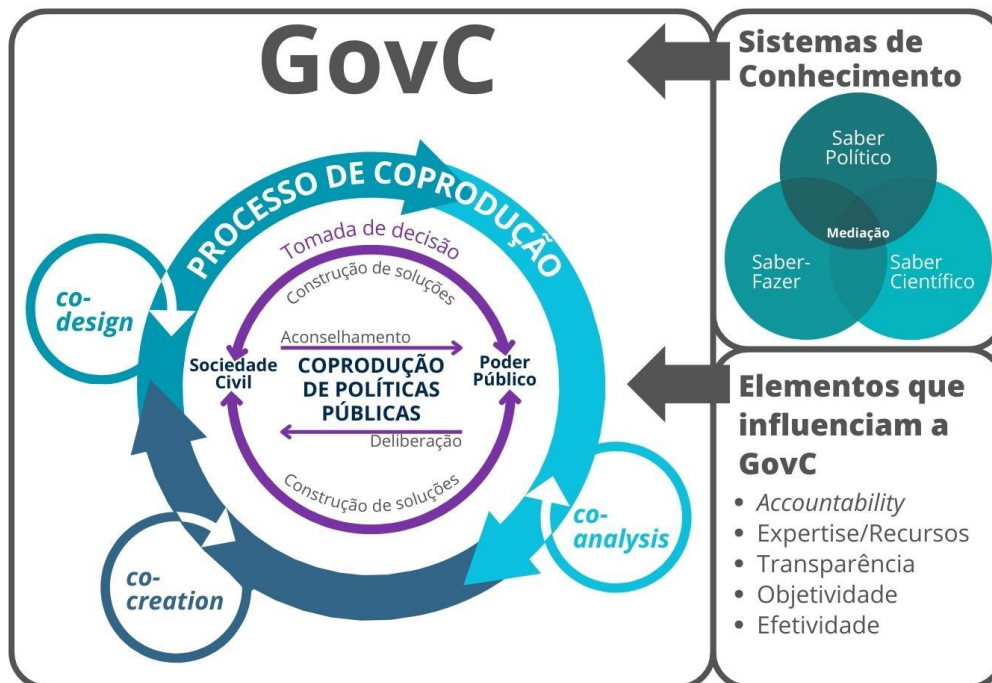 GovC
PROCESSO DE COPRODUÇÃO
Tomada de decisão
Construção de soluções
Aconselhamento
Sociedade
Civil
COPRODUÇÃO
DE POLÍTICAS
PÚBLICAS
Poder
Público
Deliberação
Construção de soluções
co-
design
co-
analysis
co-
creation
Sistemas de
Conhecimento
Saber
Político
Mediação
Saber-
Fazer
Saber
Científico
Elementos que
influenciam a
GovC
• Accountability
• Expertise/Recursos
• Transparência
• Objetividade
• Efetividade